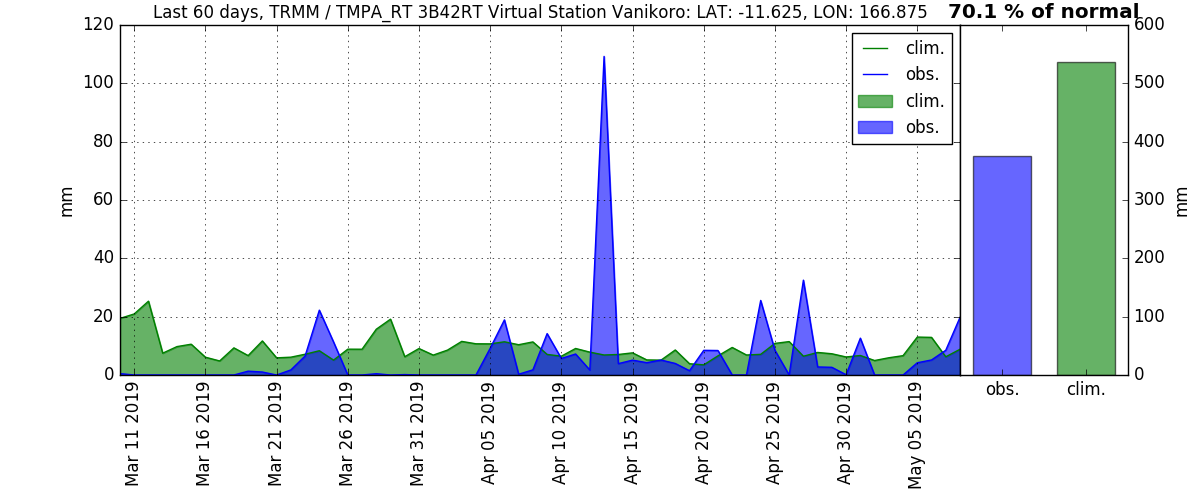 Last 60 days, TRMM / TMPA_RT 3B42RT Virtual Station Vanikoro: LAT: -11.625, LON: 166.875
70.1 % of normal
120
100
80
60
40
20
0
mm
clim.
obs.
clim.
obs.
Mar 11 2019
Mar 16 2019
Mar 21 2019
Mar 26 2019
Mar 31 2019
Apr 05 2019
Apr 10 2019
Apr 15 2019
Apr 20 2019
Apr 25 2019
Apr 30 2019
May 05 2019
600
500
400
300
200
100
0
mm
obs.
clim.